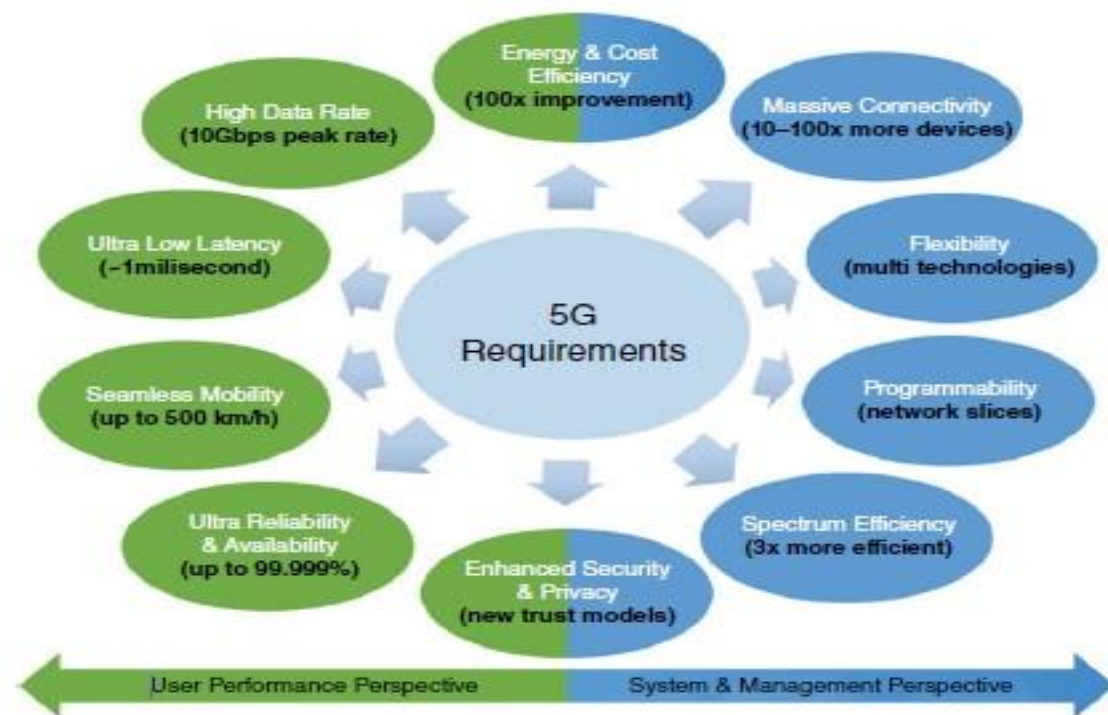 Energy & Cost
Efficiency
(100x improvement)
High Data Rate
(10Gbps peak rate)
Massive Connectivity
(10–100x more devices)
Ultra Low Latency
(~1milisecond)
Flexibility
(multi technologies)
5G
Requirements
Seamless Mobility
(up to 500 km/h)
Programmability
(network slices)
Ultra Reliability
& Availability
(up to 99.999%)
Spectrum Efficiency
(3x more efficient)
Enhanced Security
& Privacy
(new trust models)
User Performance Perspective
System & Management Perspective